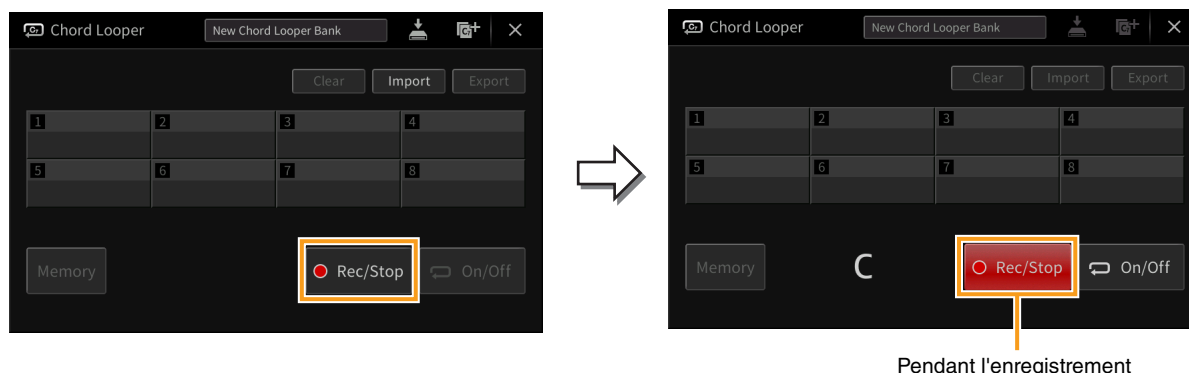 Chord Looper New Chord Looper Bank
Clear Import Export
1 2 3 4
5 6 7 8
Memory Rec/Stop On/Off
Chord Looper New Chord Looper Bank
Clear Import Export
1 2 3 4
5 6 7 8
Memory C Rec/Stop On/Off
Pendant l'enregistrement